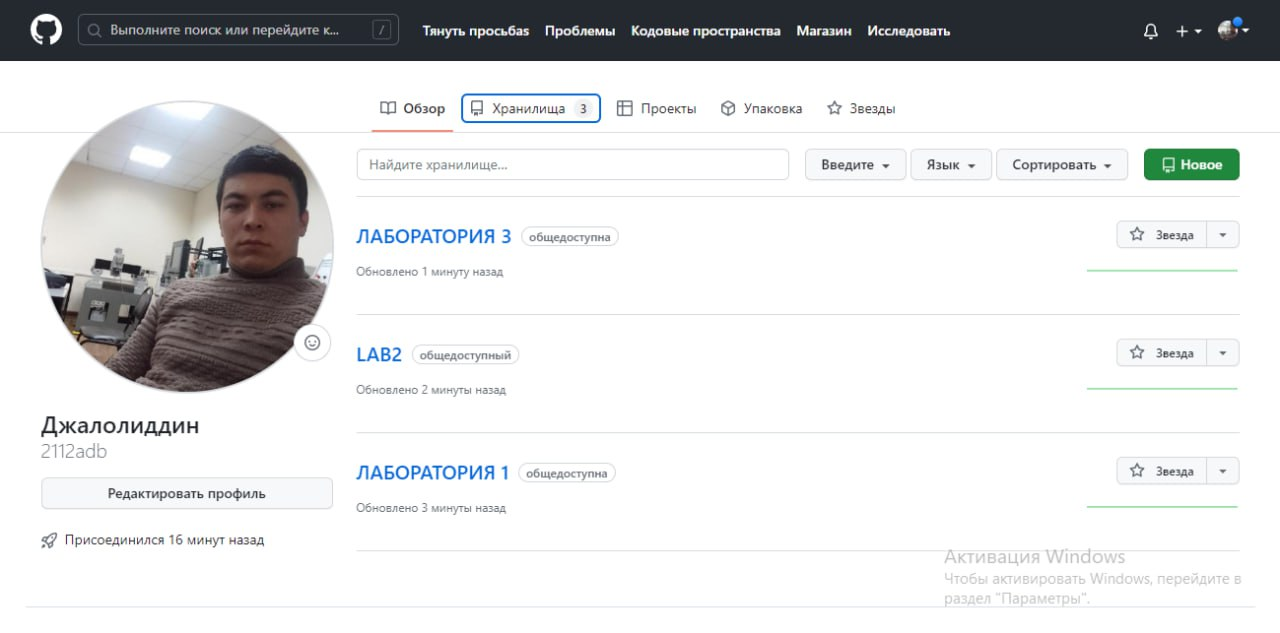 Выполните поиск или перейдите к... /
Тянуть просьбас Проблемы Кодовые пространства Магазин Исследовать
Обзор Хранилища 3 Проекты Упаковка Звезды
Найдите хранилище... Введите Язык Сортировать Новое
ЛАБОРАТОРИЯ 3 общедоступна Звезда
Обновлено 1 минуту назад
LAB2 общедоступный Звезда
Обновлено 2 минуты назад
ЛАБОРАТОРИЯ 1 общедоступна Звезда
Обновлено 3 минуты назад
Джалолиддин
2112adb
Редактировать профиль
Присоединился 16 минут назад
Активация Windows
Чтобы активировать Windows, перейдите в
раздел "Параметры".